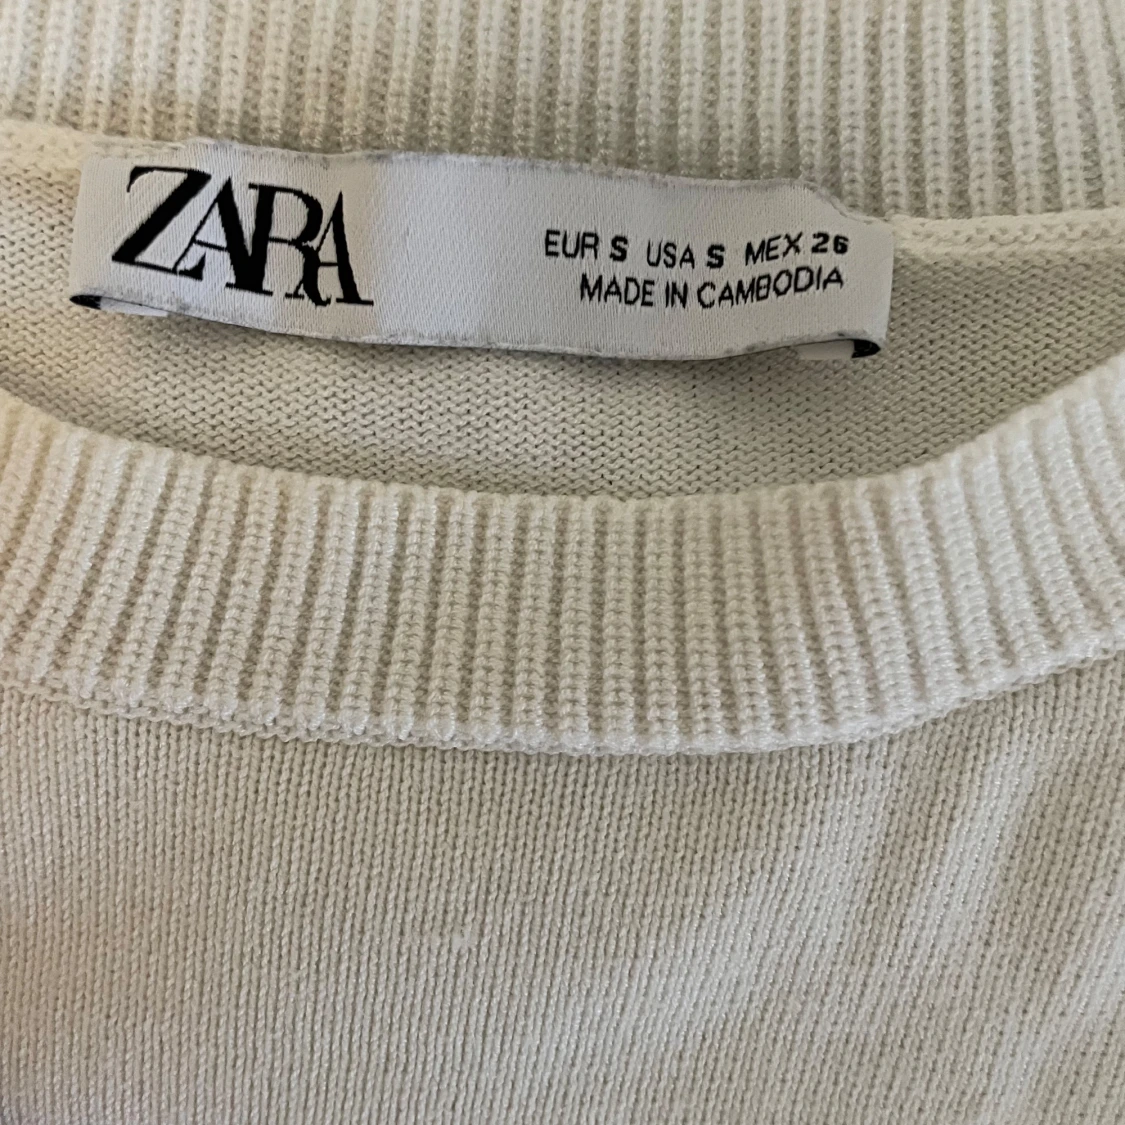 ZARA
EUR S USA S MEX 26
MADE IN CAMBODIA